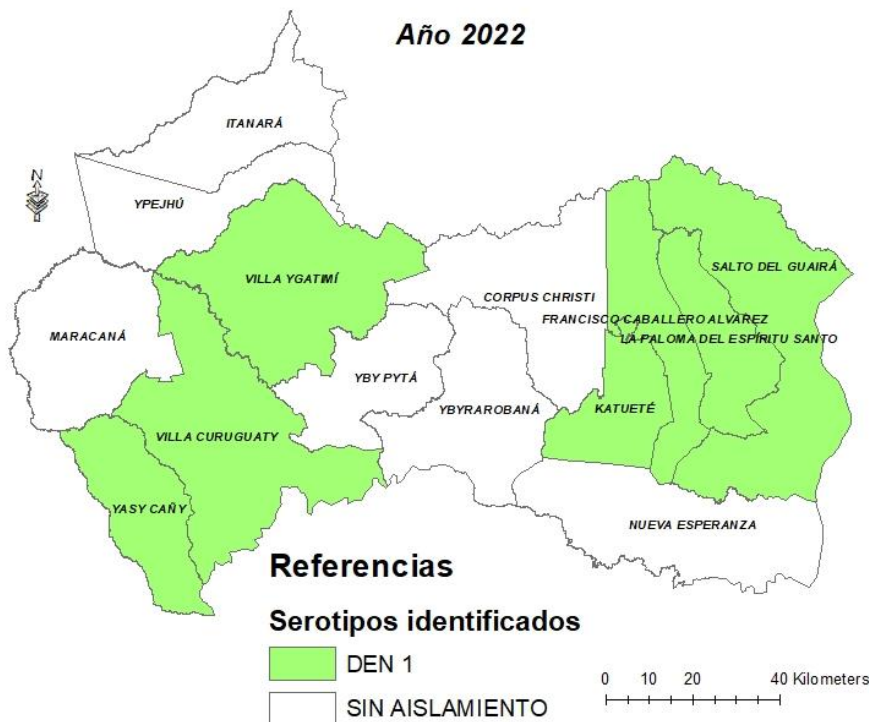 Año 2022
ITANARÁ
N
YPEJHÚ
VILLA YGATIMÍ
SALTO DEL GUAIRÁ
CORPUS CHRISTI
FRANCISCO CABALLERO ALVAREZ
MARACANÁ
LA PALOMA DEL ESPÍRITU SANTO
YBY PYTÁ
YBYRAROBANÁ
KATUETÉ
VILLA CURUGUATY
YASY CAÑY
NUEVA ESPERANZA
Referencias
Serotipos identificados
DEN 1
SIN AISLAMIENTO
0 10 20 40 Kilometers